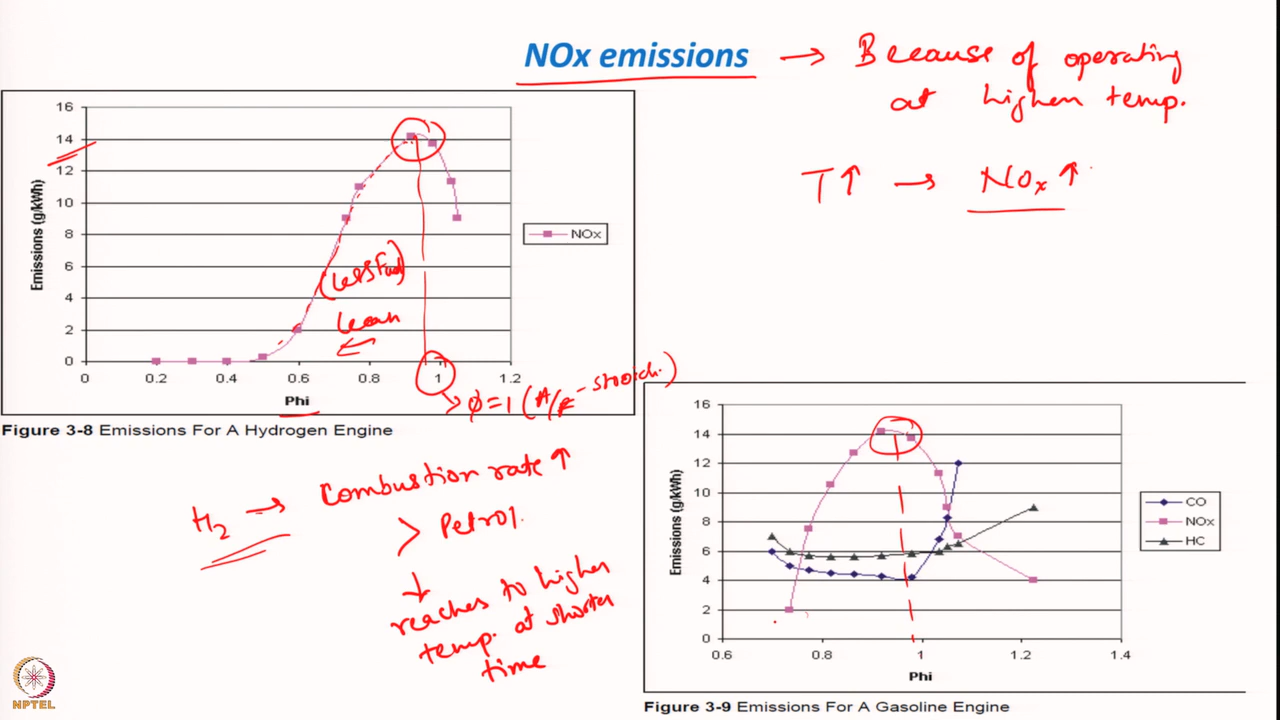 NOx emissions → Because of operating
at higher temp.
T↑ → NOx ↑
16
14
12
10
8
6
4
2
0
Emissions (g/kWh)
0 0.2 0.4 0.6 0.8 1 1.2
Phi
NOx
(less Fuel)
lean
ϕ=1 (A/F - stoich.)
Figure 3-8 Emissions For A Hydrogen Engine
H2 → Combustion rate ↑
> Petrol.
↓
reaches to higher
temp. at shorter
time
16
14
12
10
8
6
4
2
0
Emissions (g/kWh)
0.6 0.8 1 1.2 1.4
Phi
CO
NOx
HC
Figure 3-9 Emissions For A Gasoline Engine
NPTEL